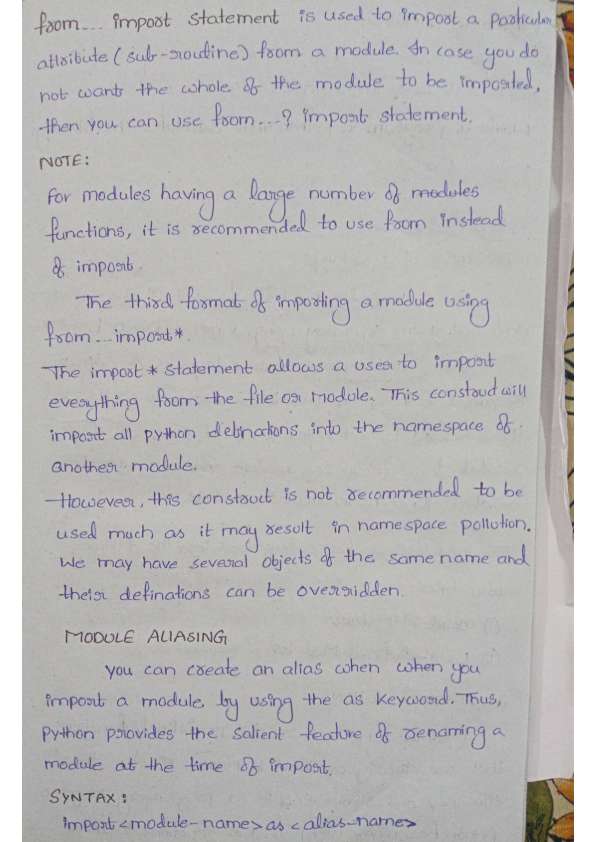 from... import statement is used to import a particular
attribute (sub-routine) from a module. In case you do
not want the whole of the module to be imported,
then you can use from...? import statement.
NOTE:
For modules having a large number of modules
functions, it is recommended to use from instead
of import.
The third format of importing a module using
from...import*.
The import * statement allows a user to import
everything from the file or module. This construd will
import all python definations into the namespace of
another module.
However, this construct is not recommended to be
used much as it may result in namespace pollution.
We may have several objects of the same name and
their definations can be overridden.
MODULE ALIASING
you can create an alias when when you
import a module by using the as keyword. Thus,
Python provides the salient feature of renaming a
module at the time of import.
SYNTAX:
import <module-name> as <alias-name>